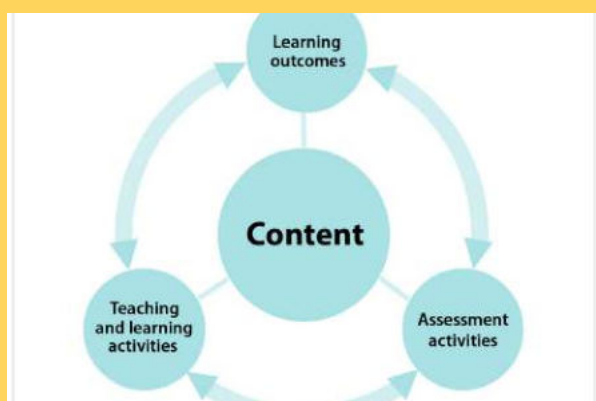 Learning
outcomes
Content
Teaching
and learning
activities
Assessment
activities